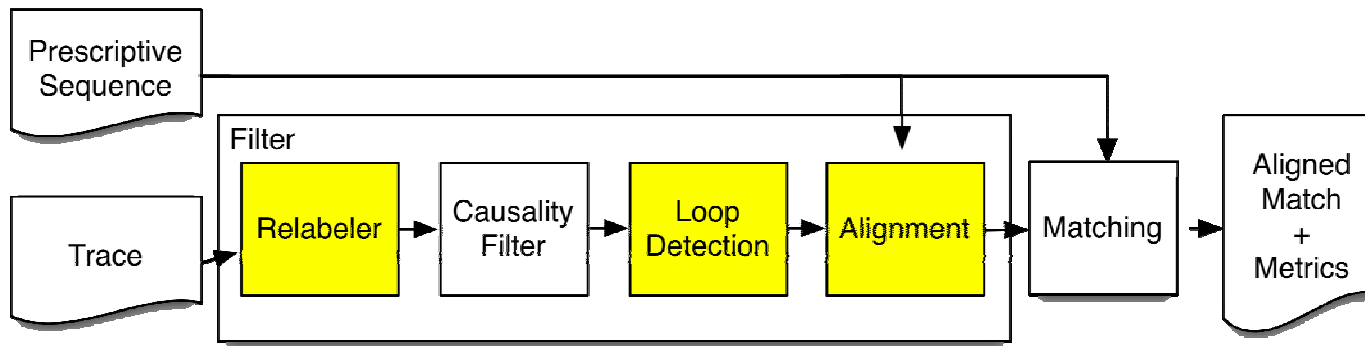 Prescriptive
Sequence
Filter
Trace
Relabeler
Causality
Filter
Loop
Detection
Alignment
Matching
Aligned
Match
+
Metrics